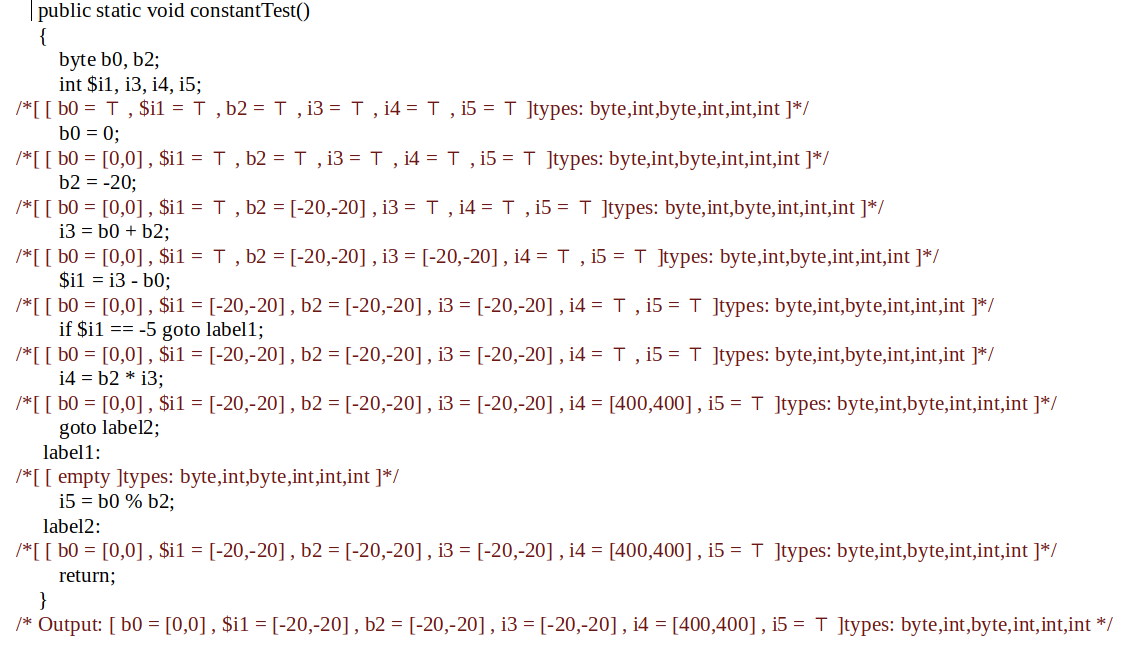 public static void constantTest()
{
byte b0, b2;
int $i1, i3, i4, i5;
/*[ [ b0 = ⊤ , $i1 = ⊤ , b2 = ⊤ , i3 = ⊤ , i4 = ⊤ , i5 = ⊤ ]types: byte,int,byte,int,int,int ]*/
b0 = 0;
/*[ [ b0 = [0,0] , $i1 = ⊤ , b2 = ⊤ , i3 = ⊤ , i4 = ⊤ , i5 = ⊤ ]types: byte,int,byte,int,int,int ]*/
b2 = -20;
/*[ [ b0 = [0,0] , $i1 = ⊤ , b2 = [-20,-20] , i3 = ⊤ , i4 = ⊤ , i5 = ⊤ ]types: byte,int,byte,int,int,int ]*/
i3 = b0 + b2;
/*[ [ b0 = [0,0] , $i1 = ⊤ , b2 = [-20,-20] , i3 = [-20,-20] , i4 = ⊤ , i5 = ⊤ ]types: byte,int,byte,int,int,int ]*/
$i1 = i3 - b0;
/*[ [ b0 = [0,0] , $i1 = [-20,-20] , b2 = [-20,-20] , i3 = [-20,-20] , i4 = ⊤ , i5 = ⊤ ]types: byte,int,byte,int,int,int ]*/
if $i1 == -5 goto label1;
/*[ [ b0 = [0,0] , $i1 = [-20,-20] , b2 = [-20,-20] , i3 = [-20,-20] , i4 = ⊤ , i5 = ⊤ ]types: byte,int,byte,int,int,int ]*/
i4 = b2 * i3;
/*[ [ b0 = [0,0] , $i1 = [-20,-20] , b2 = [-20,-20] , i3 = [-20,-20] , i4 = [400,400] , i5 = ⊤ ]types: byte,int,byte,int,int,int ]*/
goto label2;
label1:
/*[ [ empty ]types: byte,int,byte,int,int,int ]*/
i5 = b0 % b2;
label2:
/*[ [ b0 = [0,0] , $i1 = [-20,-20] , b2 = [-20,-20] , i3 = [-20,-20] , i4 = [400,400] , i5 = ⊤ ]types: byte,int,byte,int,int,int ]*/
return;
}
/* Output: [ b0 = [0,0] , $i1 = [-20,-20] , b2 = [-20,-20] , i3 = [-20,-20] , i4 = [400,400] , i5 = ⊤ ]types: byte,int,byte,int,int,int */